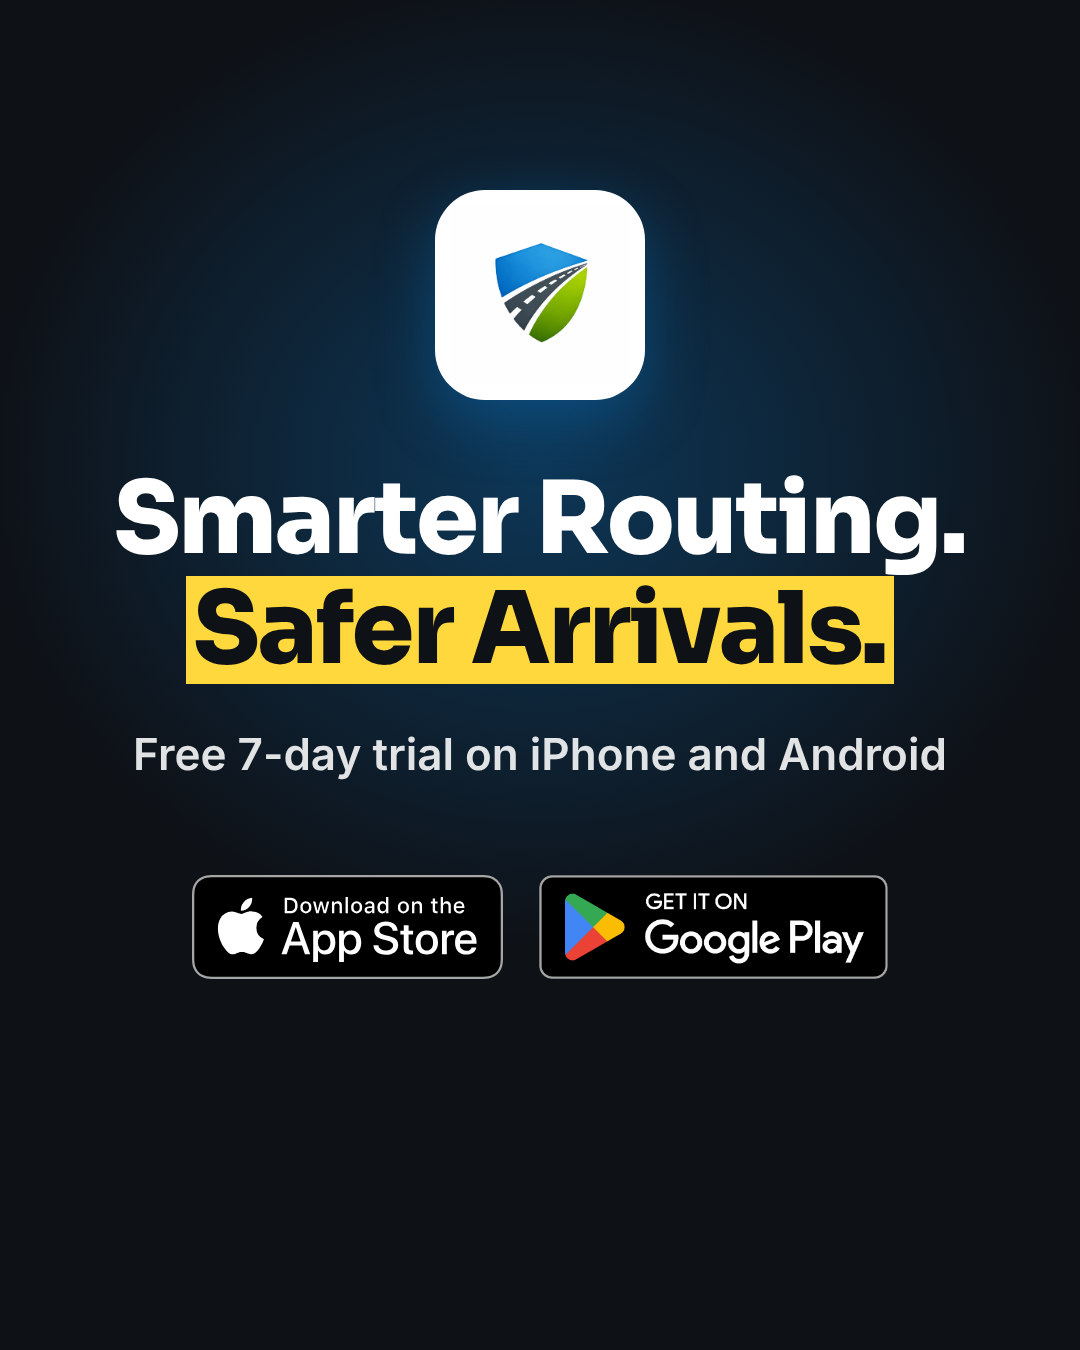 Smarter Routing.
Safer Arrivals.
Free 7-day trial on iPhone and Android
Download on the
App Store
GET IT ON
Google Play